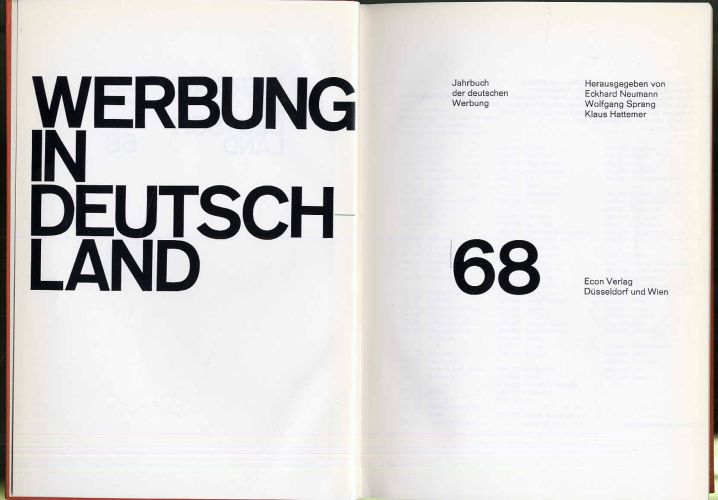 WERBUNG
IN
DEUTSCH-
LAND
Jahrbuch
der deutschen
Werbung
Herausgegeben von
Eckhard Neumann
Wolfgang Sprang
Klaus Hattemer
68
Econ Verlag
Düsseldorf und Wien